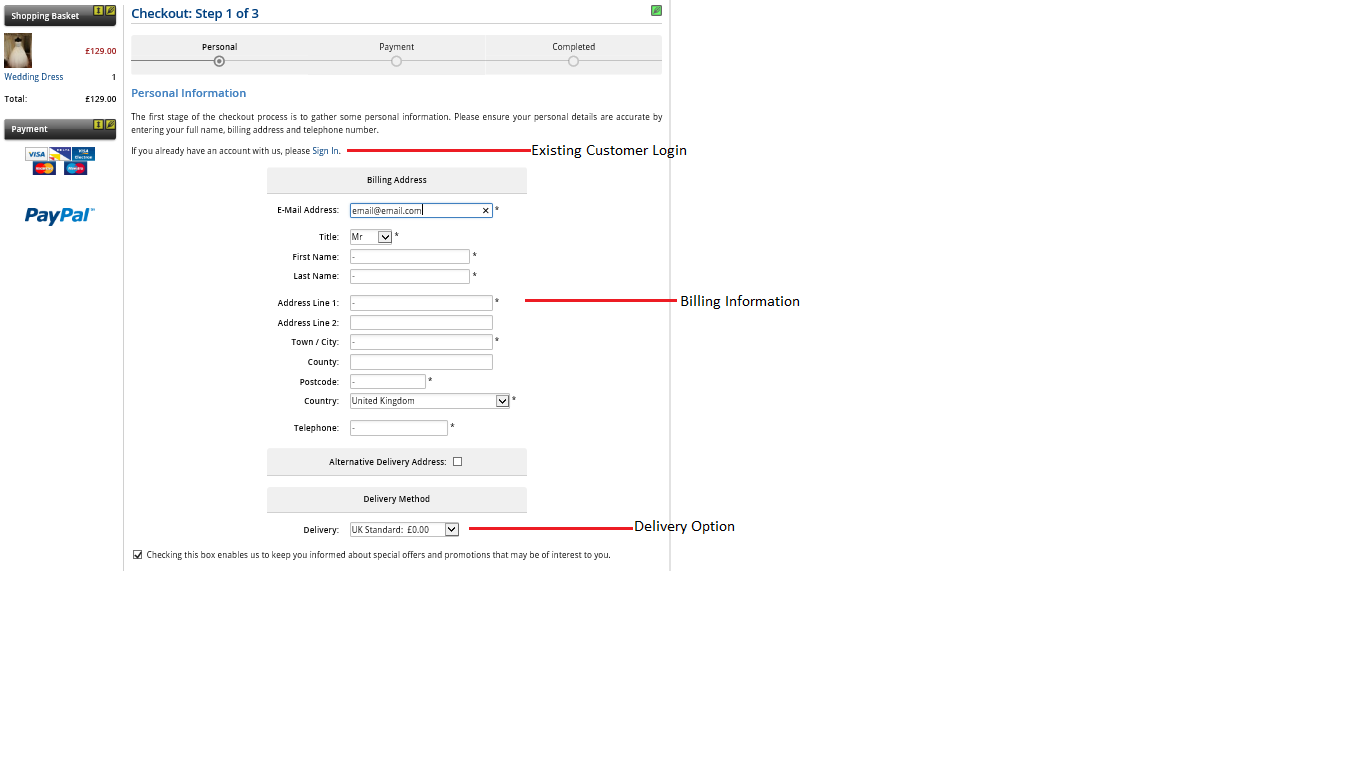 Shopping Basket
£129.00
Wedding Dress 1
Total: £129.00
Payment
VISA DELTA VISA Electron
PayPal™
Checkout: Step 1 of 3
Personal Payment Completed
Personal Information
The first stage of the checkout process is to gather some personal information. Please ensure your personal details are accurate by
entering your full name, billing address and telephone number.
If you already have an account with us, please Sign In. Existing Customer Login
Billing Address
E-Mail Address: email@email.com *
Title: Mr *
First Name: - *
Last Name: - *
Address Line 1: - * Billing Information
Address Line 2:
Town / City: - *
County:
Postcode: - *
Country: United Kingdom *
Telephone: - *
Alternative Delivery Address:
Delivery Method
Delivery: UK Standard: £0.00 Delivery Option
Checking this box enables us to keep you informed about special offers and promotions that may be of interest to you.